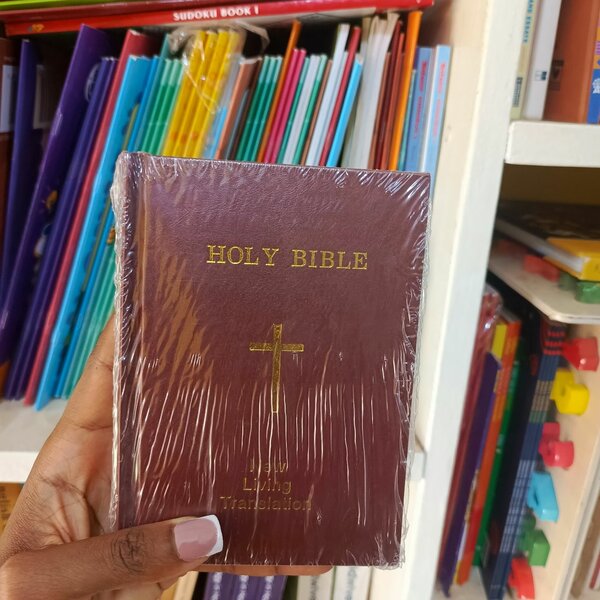 SUDOKU BOOK 1
HOLY BIBLE
New
Living
Translation